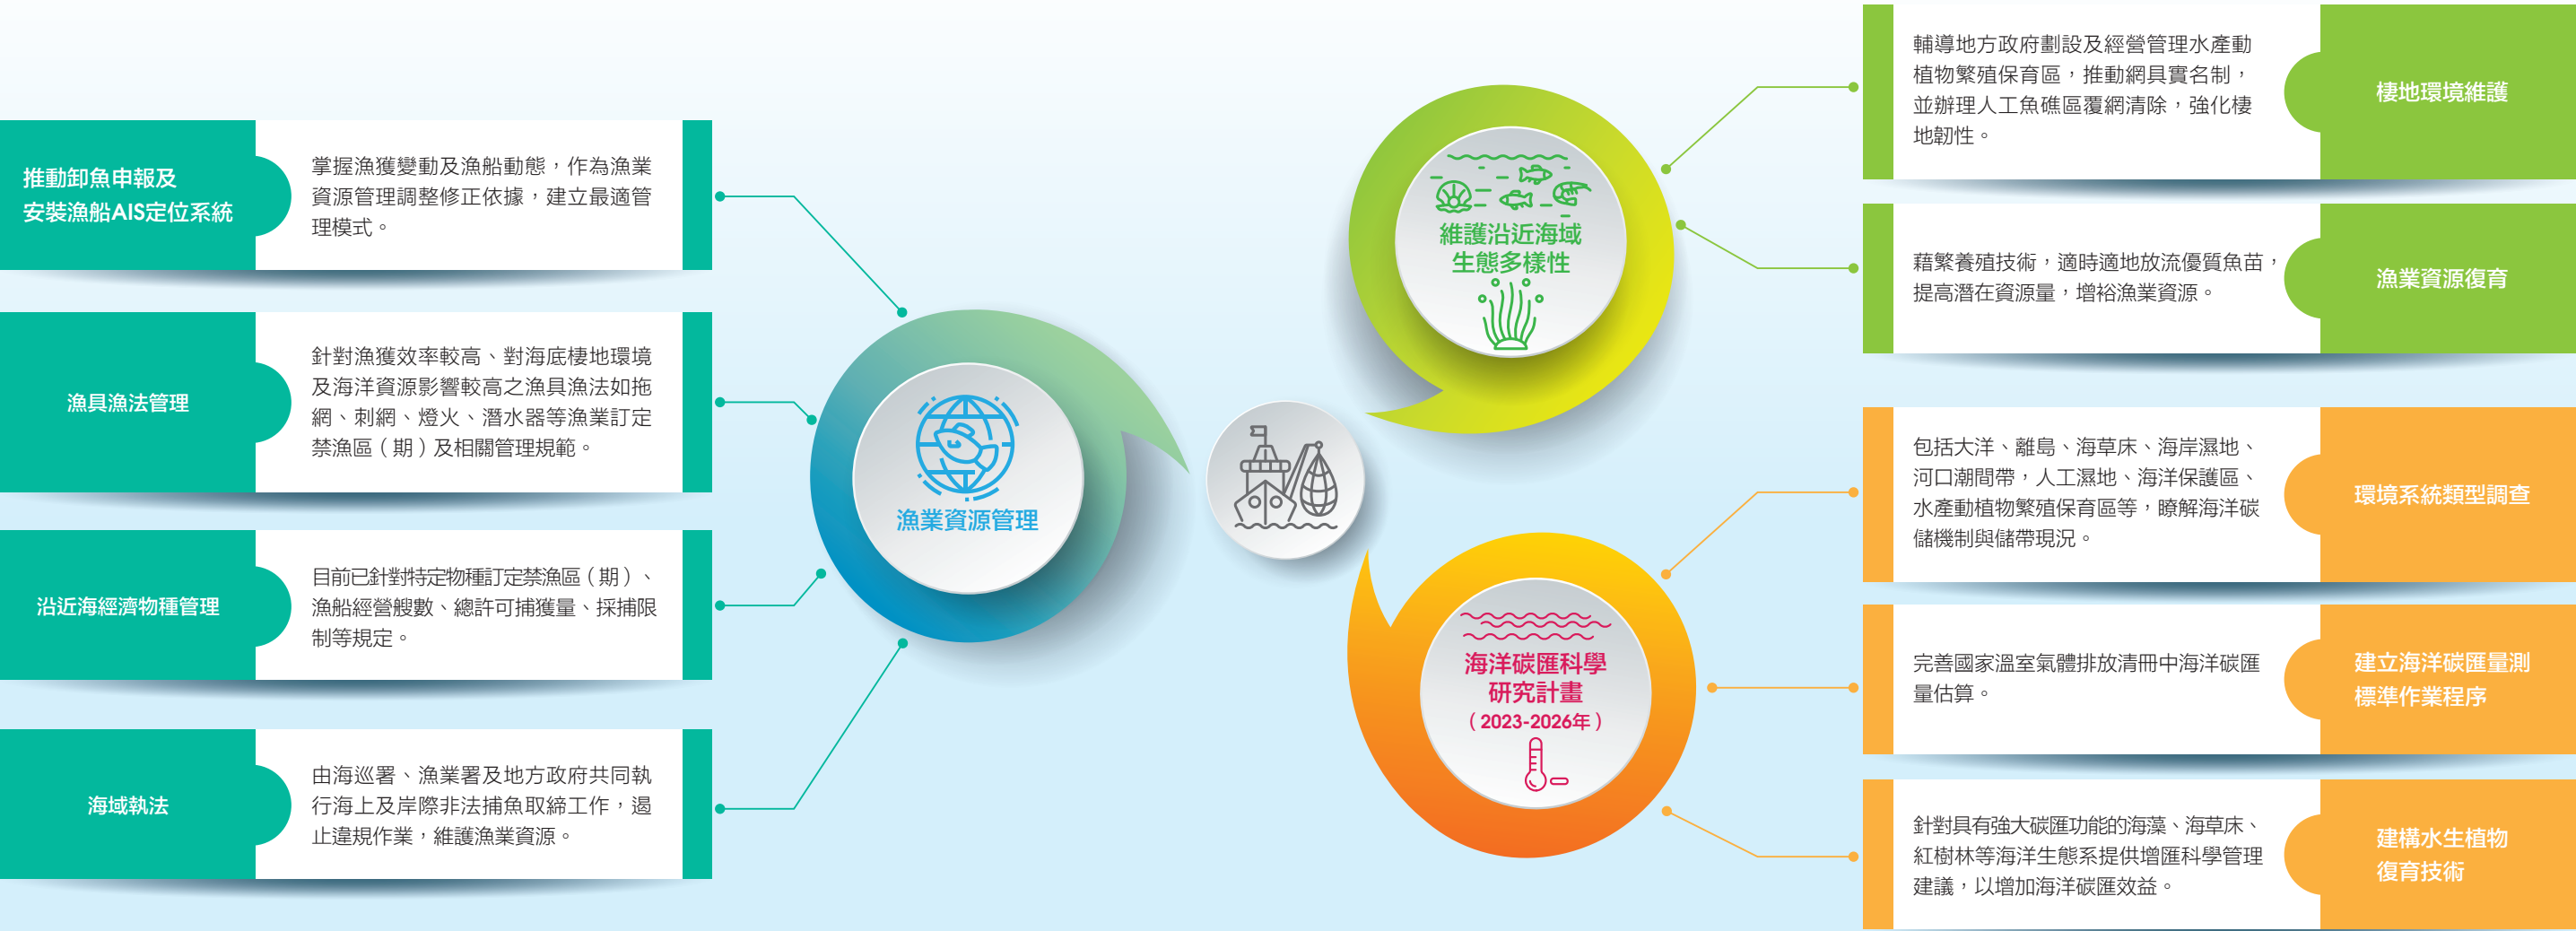 推動卸魚申報及
安裝漁船AIS定位系統
掌握漁獲變動及漁船動態，作為漁業
資源管理調整修正依據，建立最適管
理模式。
漁具漁法管理
針對漁獲效率較高、對海底棲地環境
及海洋資源影響較高之漁具漁法如拖
網、刺網、燈火、潛水器等漁業訂定
禁漁區（期）及相關管理規範。
沿近海經濟物種管理
目前已針對特定物種訂定禁漁區（期）、
漁船經營艘數、總許可捕獲量、採捕限
制等規定。
海域執法
由海巡署、漁業署及地方政府共同執
行海上及岸際非法捕魚取締工作，遏
止違規作業，維護漁業資源。
漁業資源管理
維護沿近海域
生態多樣性
輔導地方政府劃設及經營管理水產動
植物繁殖保育區，推動網具實名制，
並辦理人工魚礁區覆網清除，強化棲
地韌性。
棲地環境維護
藉繁養殖技術，適時適地放流優質魚苗，
提高潛在資源量，增裕漁業資源。
漁業資源復育
海洋碳匯科學
研究計畫
（2023-2026年）
包括大洋、離島、海草床、海岸濕地、
河口潮間帶，人工濕地、海洋保護區、
水產動植物繁殖保育區等，瞭解海洋碳
儲機制與儲帶現況。
環境系統類型調查
完善國家溫室氣體排放清冊中海洋碳匯
量估算。
建立海洋碳匯量測
標準作業程序
針對具有強大碳匯功能的海藻、海草床、
紅樹林等海洋生態系提供增匯科學管理
建議，以增加海洋碳匯效益。
建構水生植物
復育技術